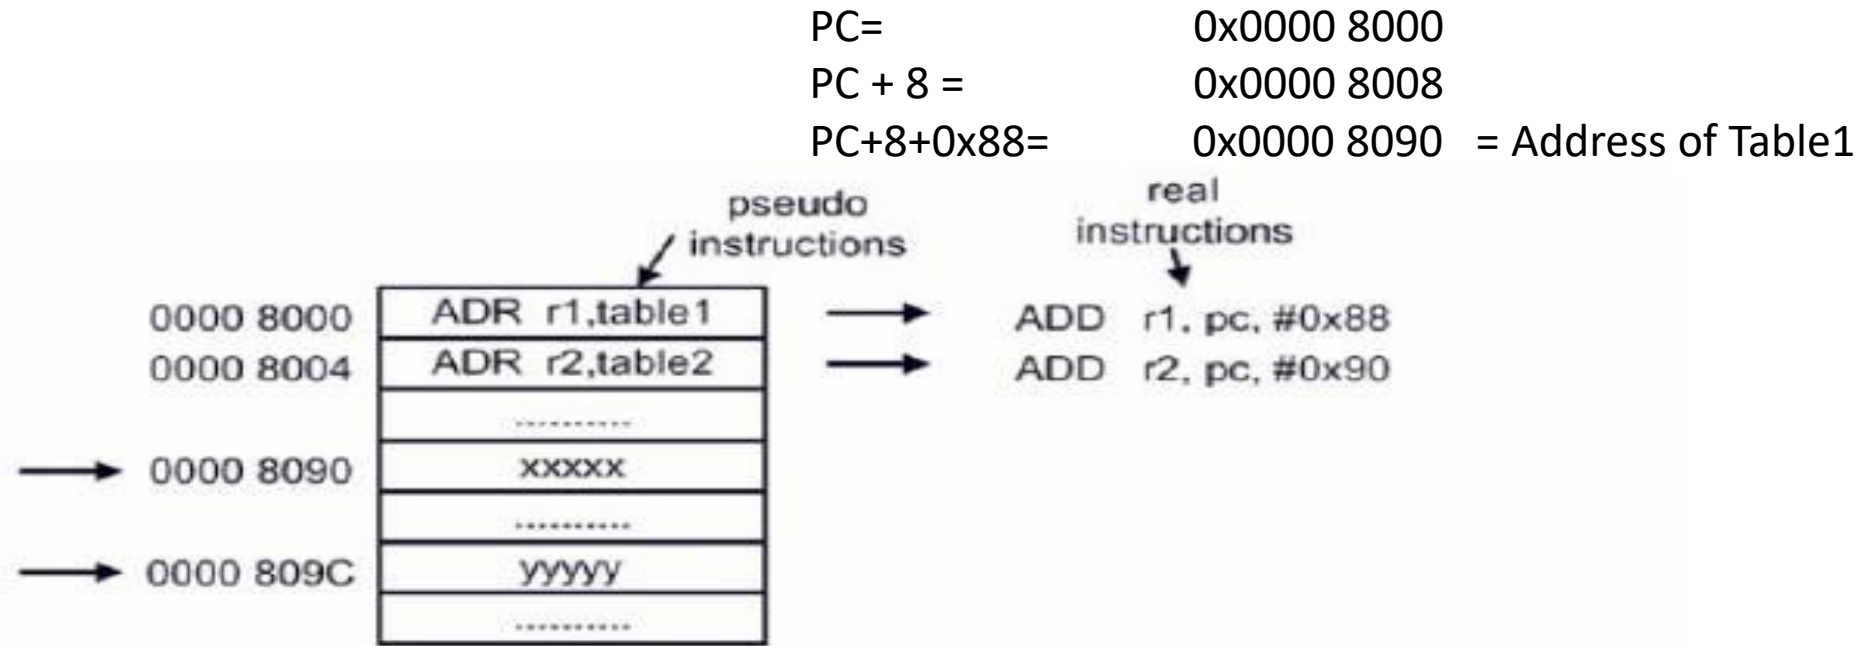 PC= 0x0000 8000
PC + 8 = 0x0000 8008
PC+8+0x88= 0x0000 8090 = Address of Table1
pseudo
instructions
real
instructions
0000 8000 ADR r1,table1 ADD r1, pc, #0x88
0000 8004 ADR r2,table2 ADD r2, pc, #0x90
..........
0000 8090 xxxxx
..........
0000 809C yyyyy
..........